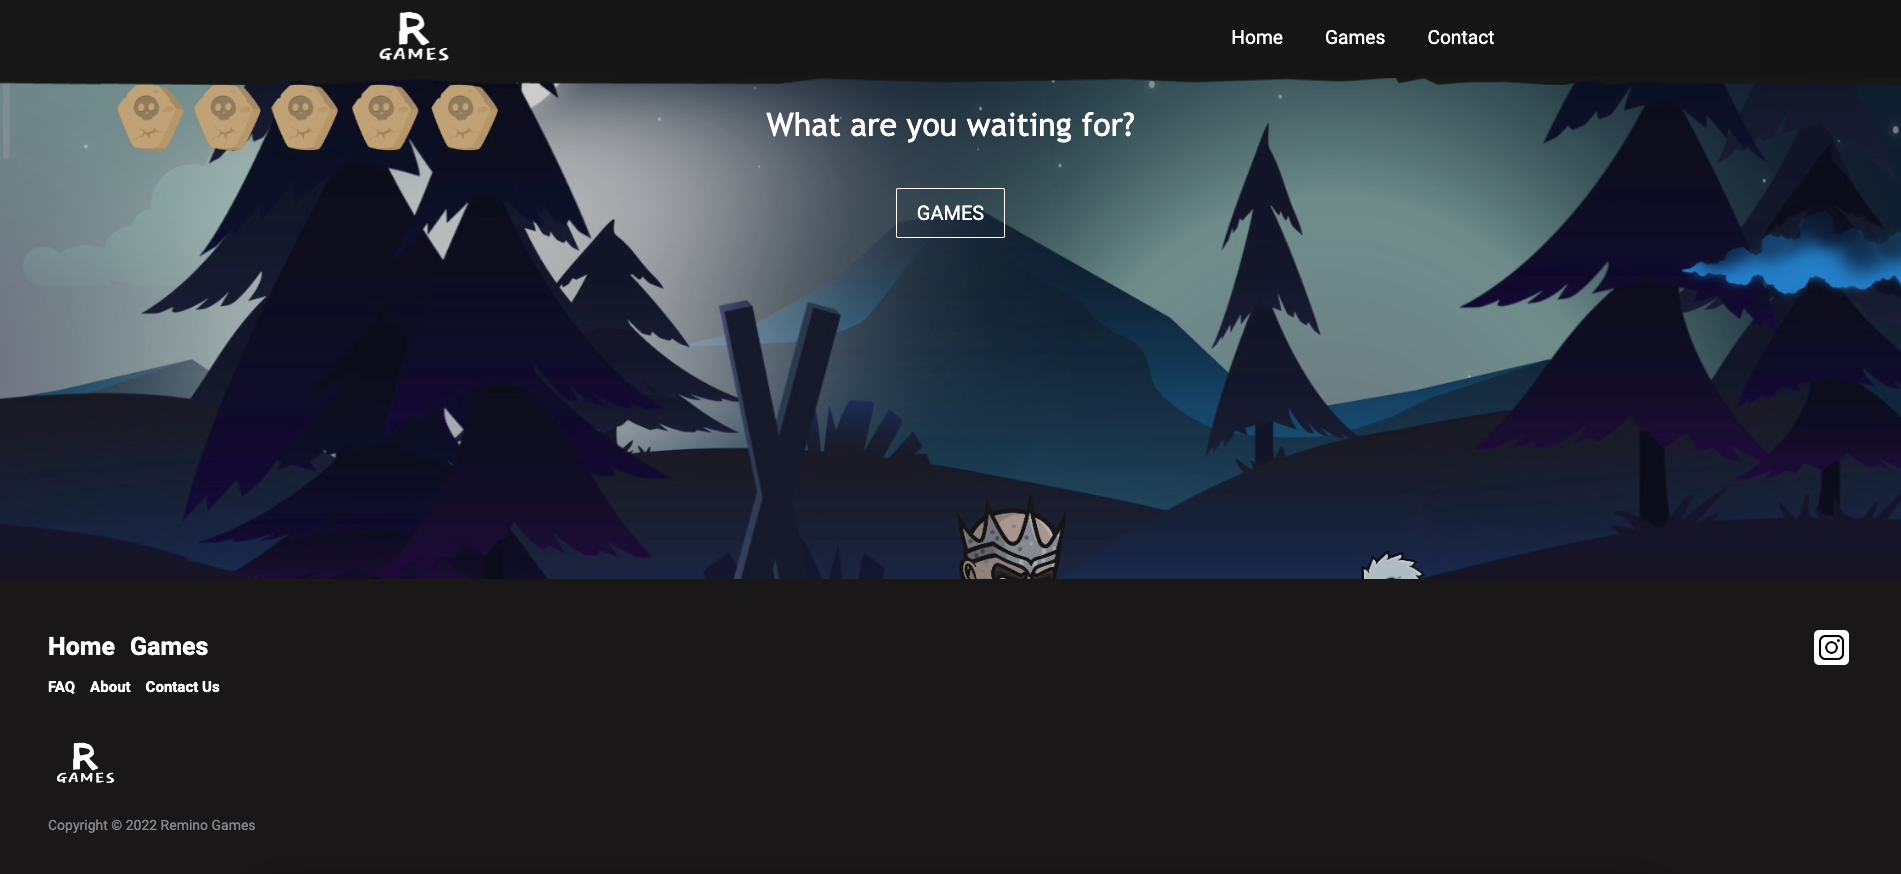 R
GAMES
Home Games Contact
What are you waiting for?
GAMES
Home Games
FAQ About Contact Us
R
GAMES
Copyright © 2022 Remino Games